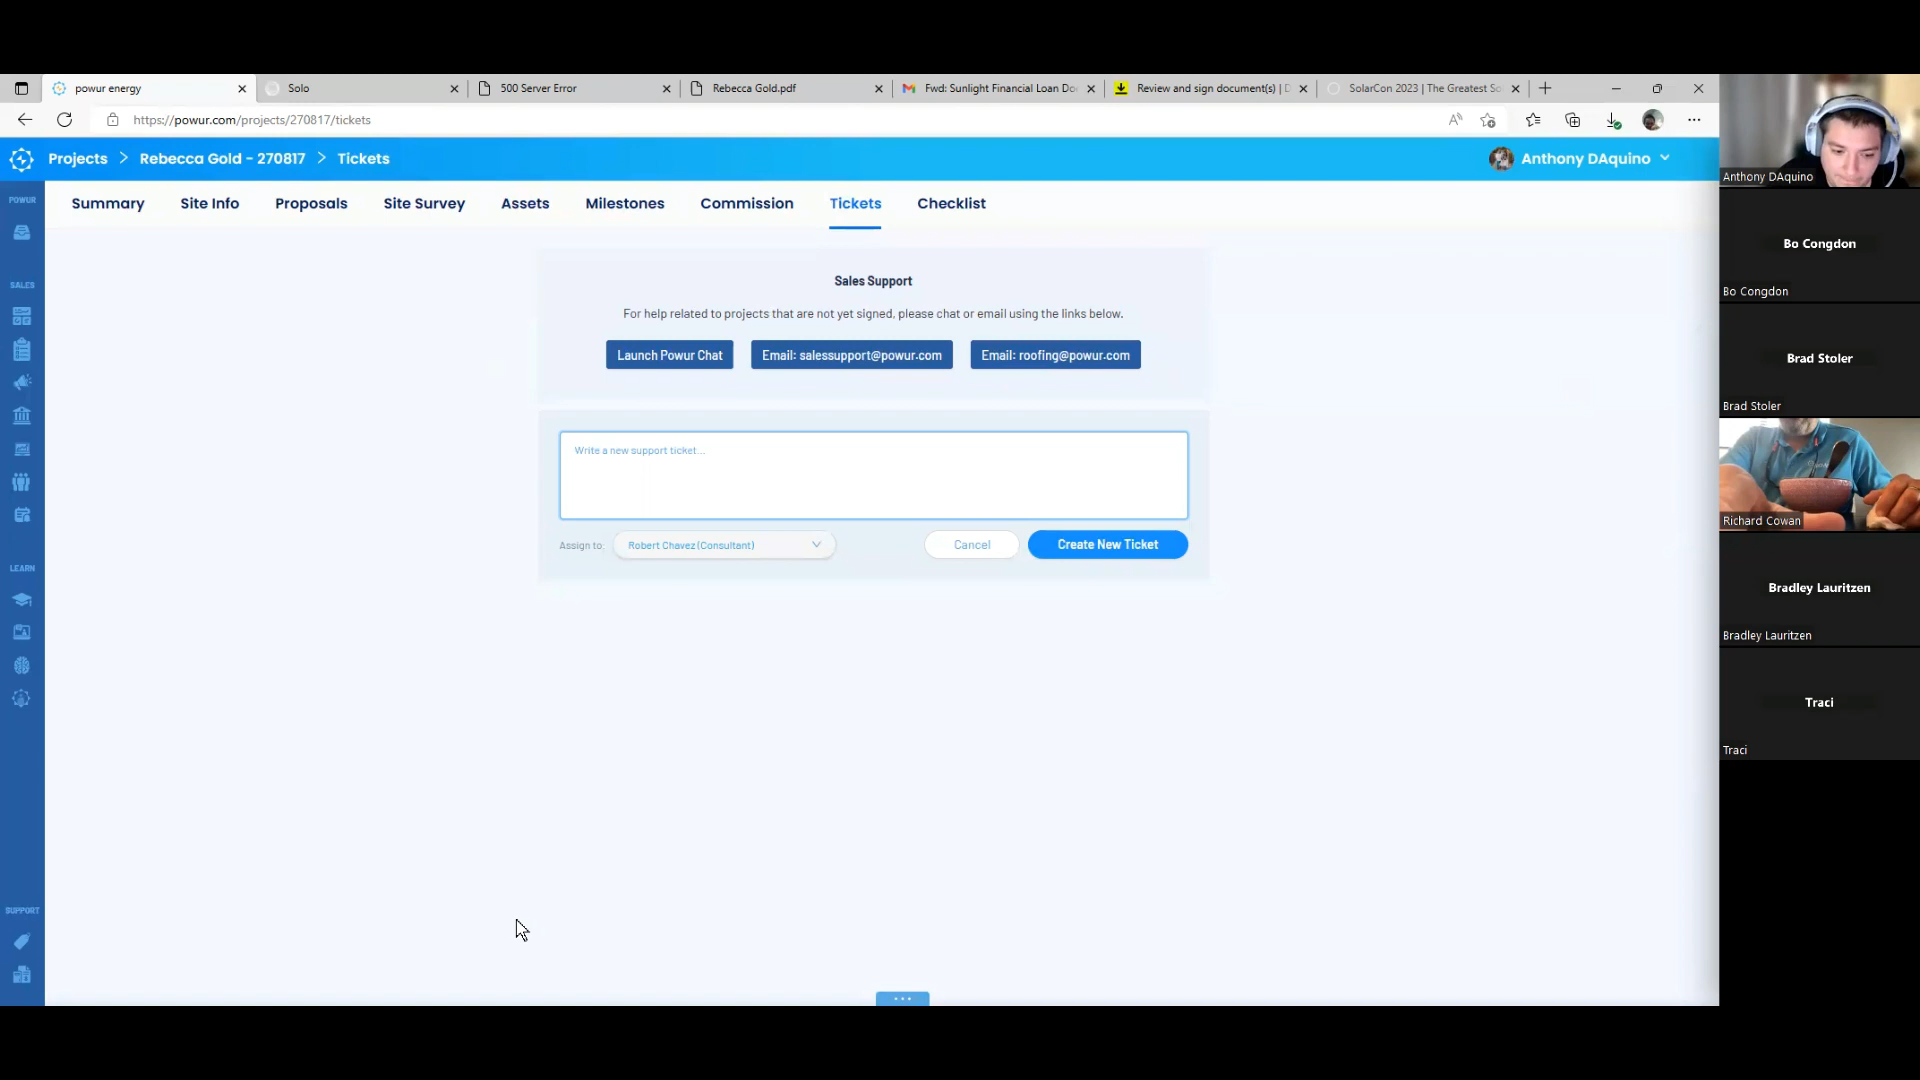 powur energy
Solo
500 Server Error
Rebecca Gold.pdf
Fwd: Sunlight Financial Loan Do
Review and sign document(s) | D
SolarCon 2023 | The Greatest So
https://powur.com/projects/270817/tickets
Projects > Rebecca Gold - 270817 > Tickets
Anthony DAquino
POWUR
SALES
LEARN
SUPPORT
Summary
Site Info
Proposals
Site Survey
Assets
Milestones
Commission
Tickets
Checklist
Sales Support
For help related to projects that are not yet signed, please chat or email using the links below.
Launch Powur Chat
Email: salessupport@powur.com
Email: roofing@powur.com
Write a new support ticket...
Assign to:
Robert Chavez (Consultant)
Cancel
Create New Ticket
Anthony DAquino
Bo Congdon
Bo Congdon
Brad Stoler
Brad Stoler
Richard Cowan
Bradley Lauritzen
Bradley Lauritzen
Traci
Traci